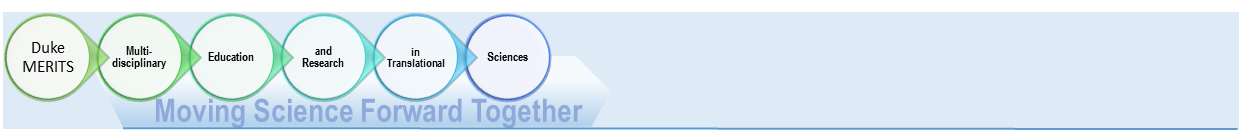 Duke
MERITS
Multi-
disciplinary
Education
and
Research
in
Translational
Sciences
Moving Science Forward Together